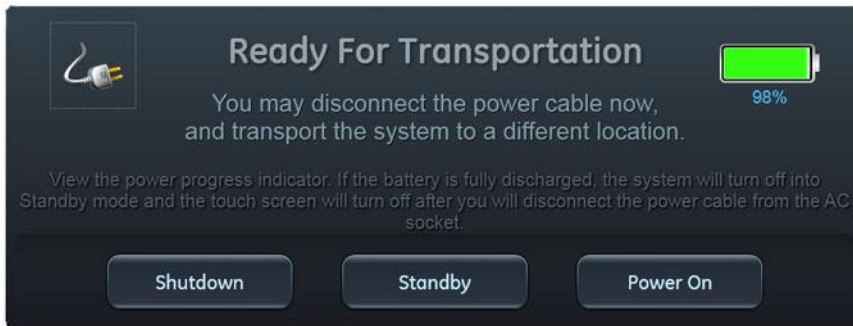 Ready For Transportation
98%
You may disconnect the power cable now,
and transport the system to a different location.
View the power progress indicator. If the battery is fully discharged, the system will turn off into
Standby mode and the touch screen will turn off after you will disconnect the power cable from the AC
socket.
Shutdown
Standby
Power On